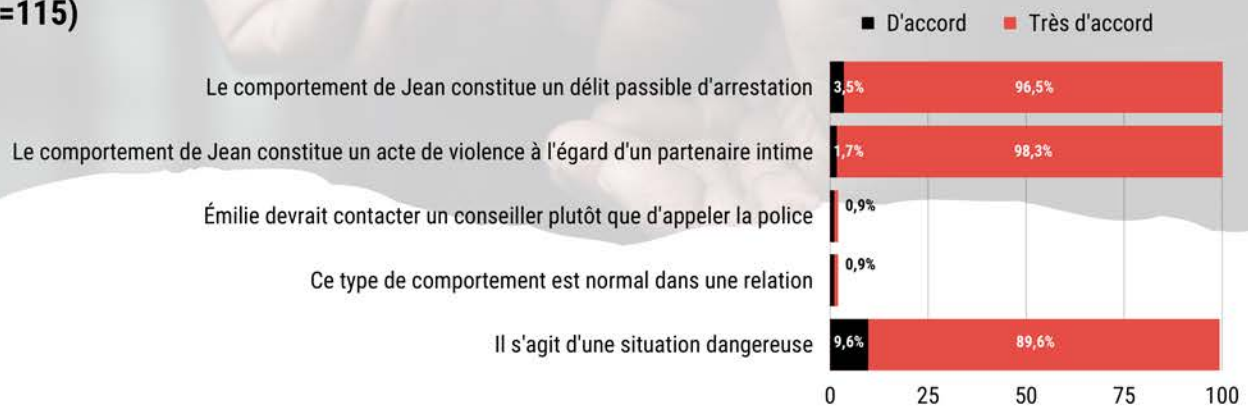 =115)
D'accord Très d'accord
Le comportement de Jean constitue un délit passible d'arrestation 3,5% 96,5%
Le comportement de Jean constitue un acte de violence à l'égard d'un partenaire intime 1,7% 98,3%
Émilie devrait contacter un conseiller plutôt que d'appeler la police 0,9%
Ce type de comportement est normal dans une relation 0,9%
Il s'agit d'une situation dangereuse 9,6% 89,6%
0 25 50 75 100